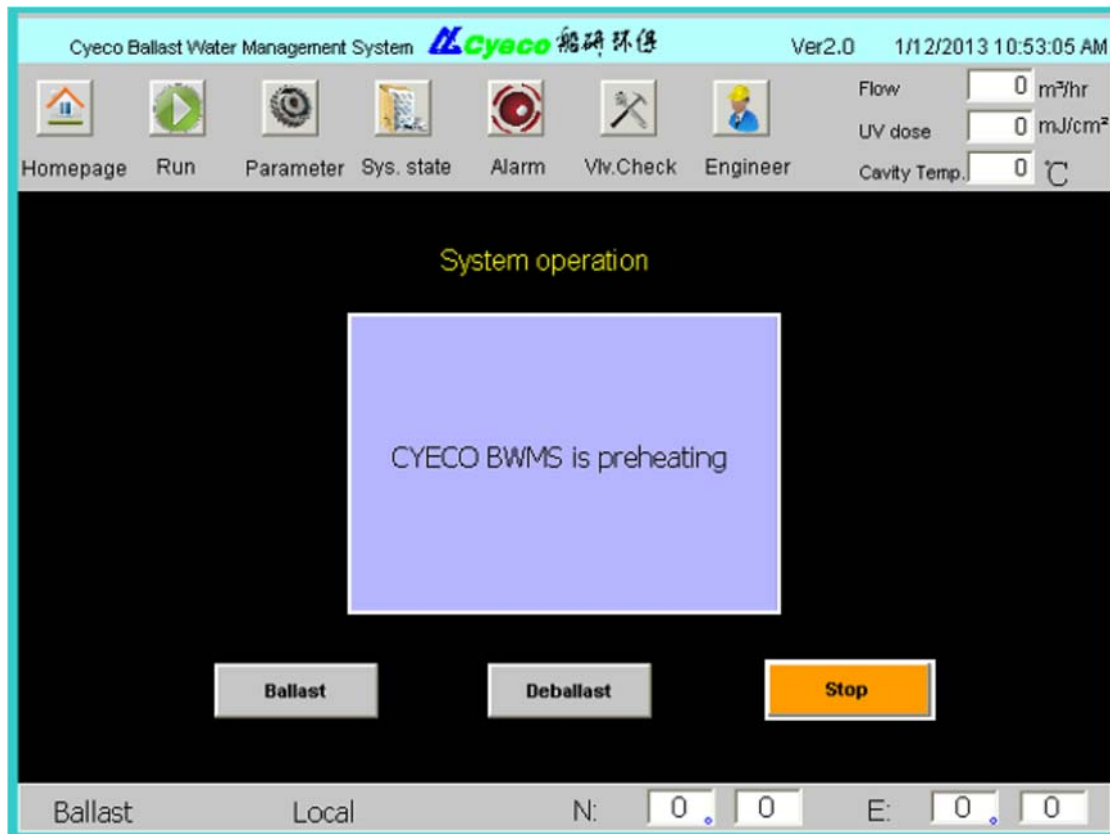 Cyeco Ballast Water Management System Cyeco 船研环保 Ver2.0 1/12/2013 10:53:05 AM
Flow 0 m³/hr
UV dose 0 mJ/cm²
Cavity Temp. 0 ℃
Homepage Run Parameter Sys. state Alarm Vlv.Check Engineer
System operation
CYECO BWMS is preheating
Ballast Deballast Stop
Ballast Local N: 0 。 0 E: 0 。 0